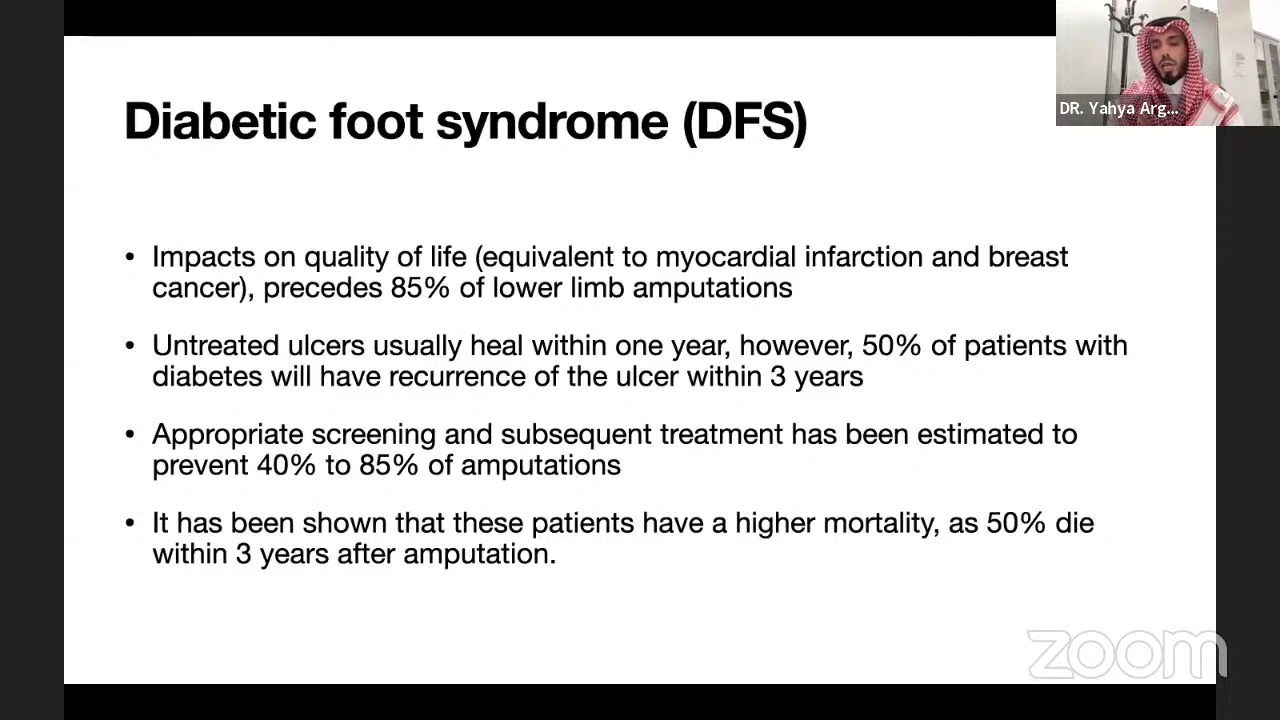 Diabetic foot syndrome (DFS)
DR. Yahya Arg...
• Impacts on quality of life (equivalent to myocardial infarction and breast
cancer), precedes 85% of lower limb amputations
• Untreated ulcers usually heal within one year, however, 50% of patients with
diabetes will have recurrence of the ulcer within 3 years
• Appropriate screening and subsequent treatment has been estimated to
prevent 40% to 85% of amputations
• It has been shown that these patients have a higher mortality, as 50% die
within 3 years after amputation.
zoom